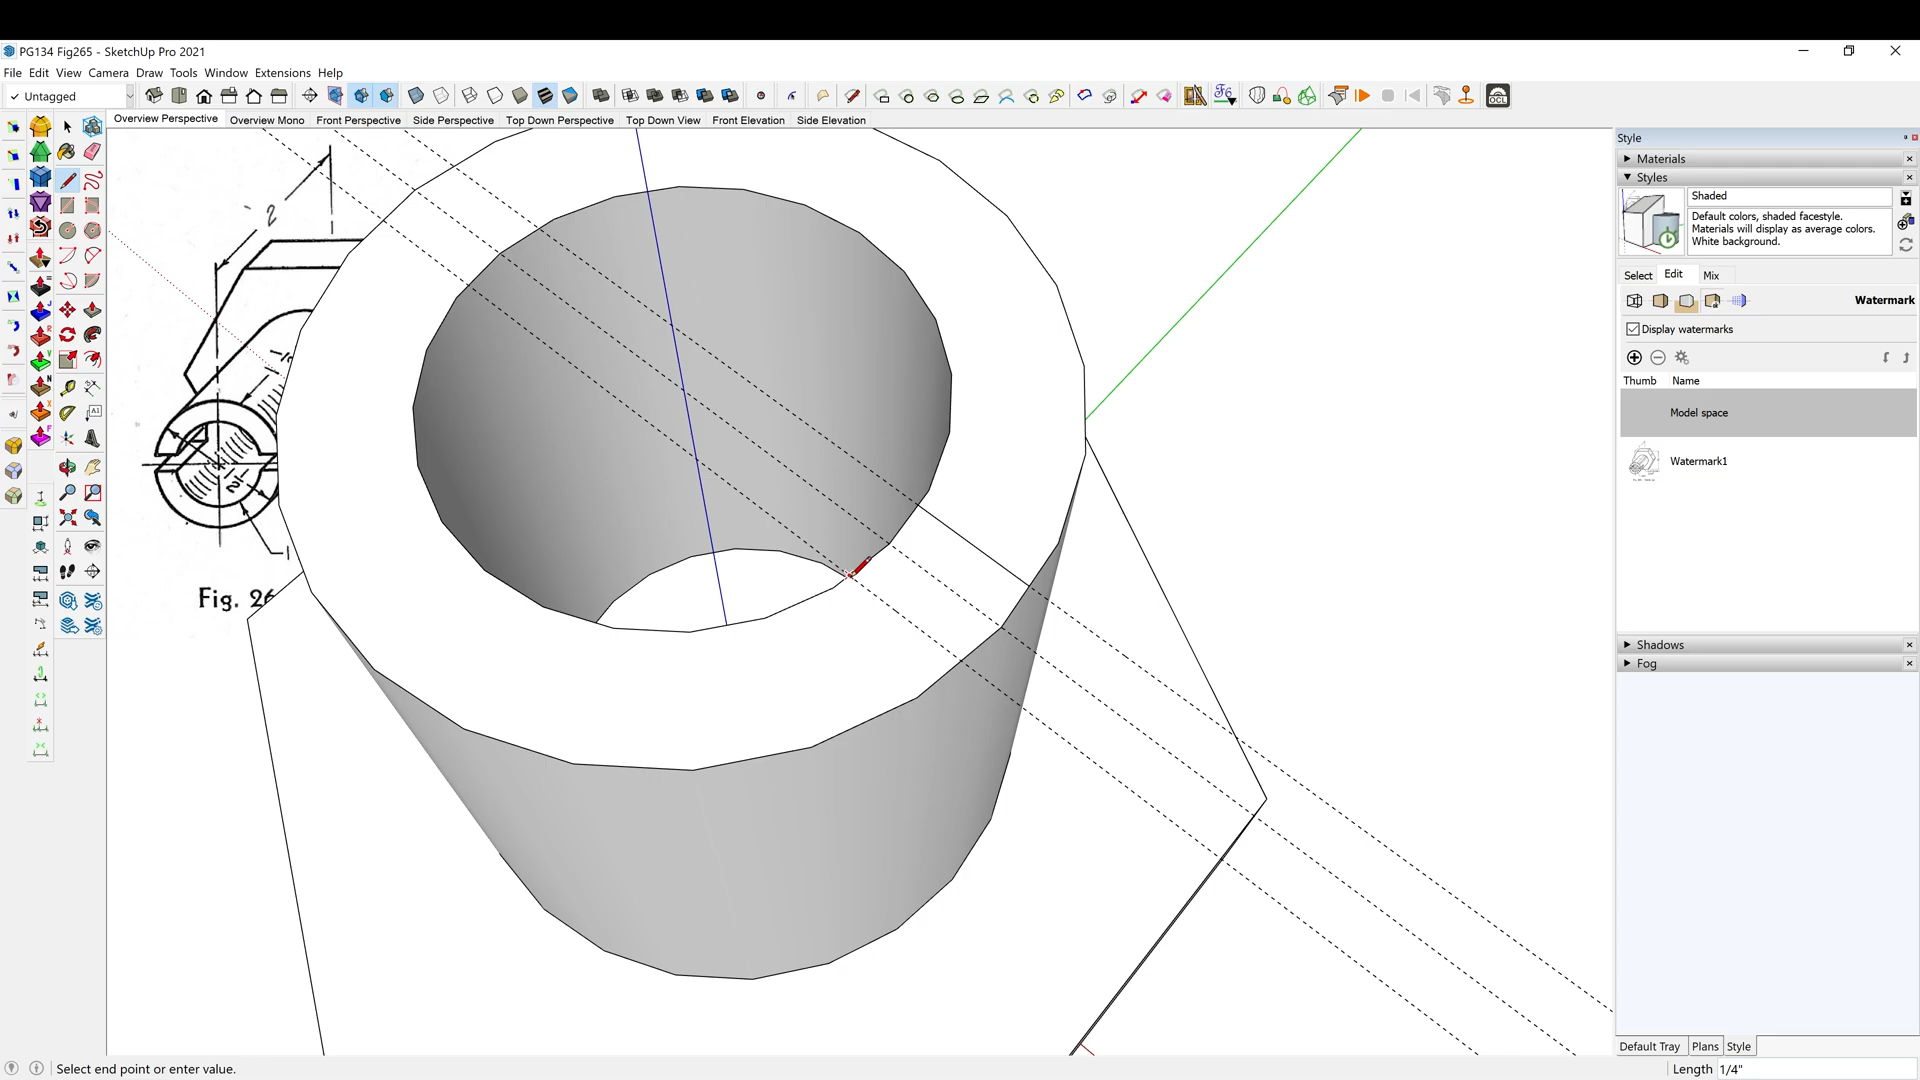 PG134 Fig265 - SketchUp Pro 2021
File Edit View Camera Draw Tools Window Extensions Help
Untagged
Overview Perspective Overview Mono Front Perspective Side Perspective Top Down Perspective Top Down View Front Elevation Side Elevation
Style
Materials
Styles
Shaded
Default colors, shaded facestyle.
Materials will display as average colors.
White background.
Select Edit Mix
Watermark
Display watermarks
Thumb Name
Model space
Watermark1
Shadows
Fog
2
Fig. 26
Default Tray Plans Style
Select end point or enter value.
Length 1/4"